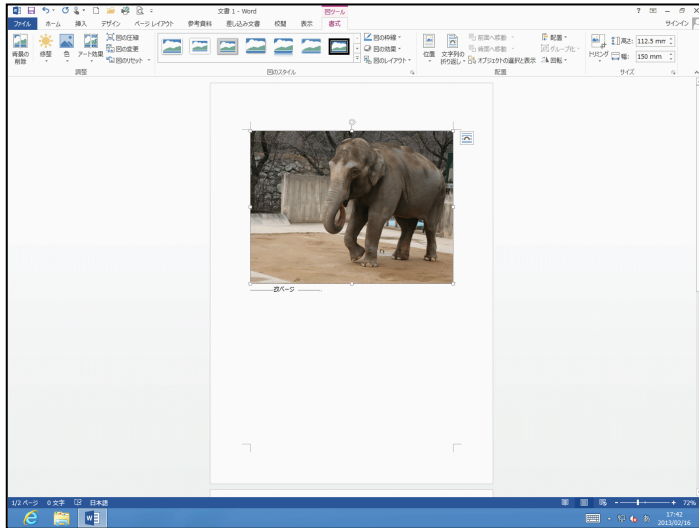 文書 1 - Word
図ツール
サインイン
ファイル ホーム 挿入 デザイン ページ レイアウト 参考資料 差し込み文書 校閲 表示 書式
背景の削除
修整
色
アート効果
図の圧縮
図の変更
図のリセット
調整
図のスタイル
図の枠線
図の効果
図のレイアウト
位置
文字列の折り返し
前面へ移動
背面へ移動
オブジェクトの選択と表示
配置
グループ化
回転
配置
トリミング
高さ: 112.5 mm
幅: 150 mm
サイズ
改ページ
1/2 ページ 0 文字 日本語
72%
17:42
2013/02/16